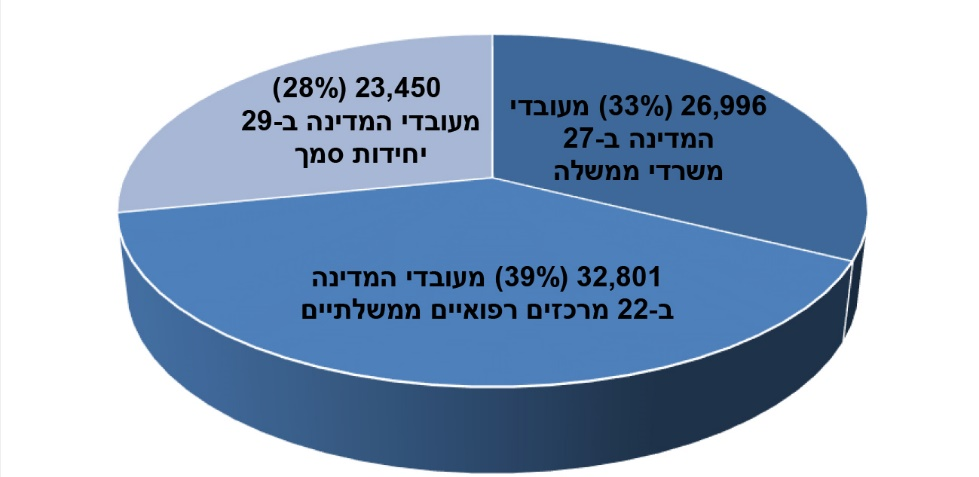 26,996 (33%) מעובדי
המדינה ב-27
משרדי ממשלה
23,450 (28%)
מעובדי המדינה ב-29
יחידות סמך
32,801 (39%) מעובדי המדינה
ב-22 מרכזים רפואיים ממשלתיים